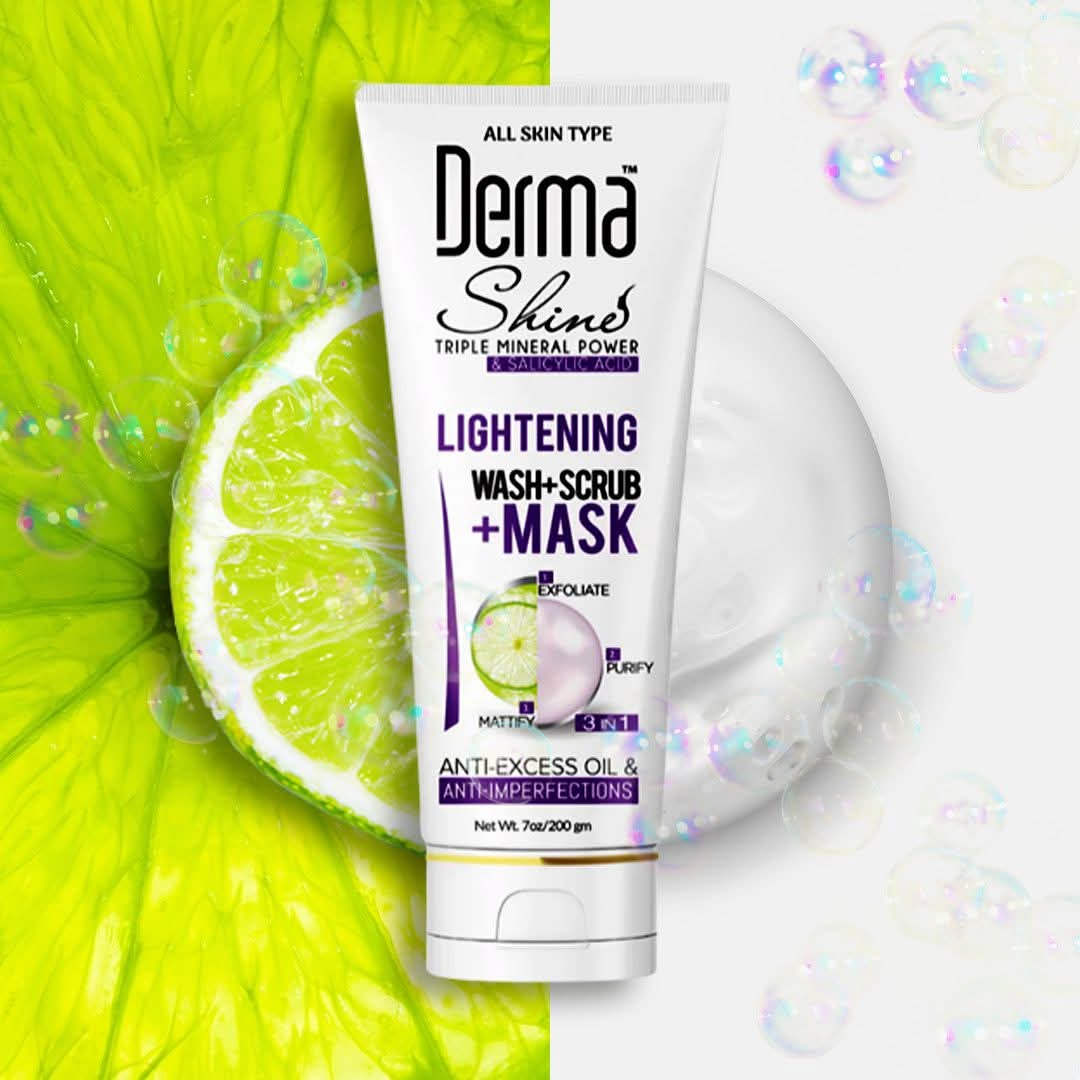 ALL SKIN TYPE
Derma™
Shine
TRIPLE MINERAL POWER
& SALICYLIC ACID
LIGHTENING
WASH+SCRUB
+MASK
1
EXFOLIATE
2
PURIFY
3
MATTIFY
3 IN 1
ANTI-EXCESS OIL &
ANTI-IMPERFECTIONS
Net Wt. 7oz/200 gm